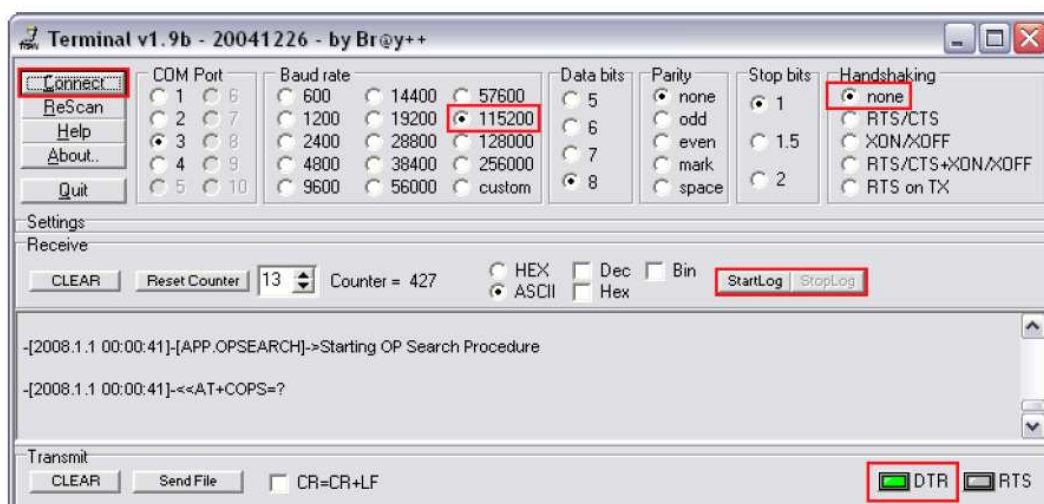 Terminal v1.9b - 20041226 - by Br@y++
Connect
ReScan
Help
About..
Quit
COM Port
1 6
2 7
3 8
4 9
5 10
Baud rate
600 14400 57600
1200 19200 115200
2400 28800 128000
4800 38400 256000
9600 56000 custom
Data bits
5
6
7
8
Parity
none
odd
even
mark
space
Stop bits
1
1.5
2
Handshaking
none
RTS/CTS
XON/XOFF
RTS/CTS+XON/XOFF
RTS on TX
Settings
Receive
CLEAR Reset Counter 13 Counter = 427 HEX Dec Bin
ASCII Hex
StartLog StopLog
-[2008.1.1 00:00:41]-[APP.OPSEARCH]->Starting OP Search Procedure
-[2008.1.1 00:00:41]-<<AT+COPS=?
Transmit
CLEAR Send File CR=CR+LF DTR RTS